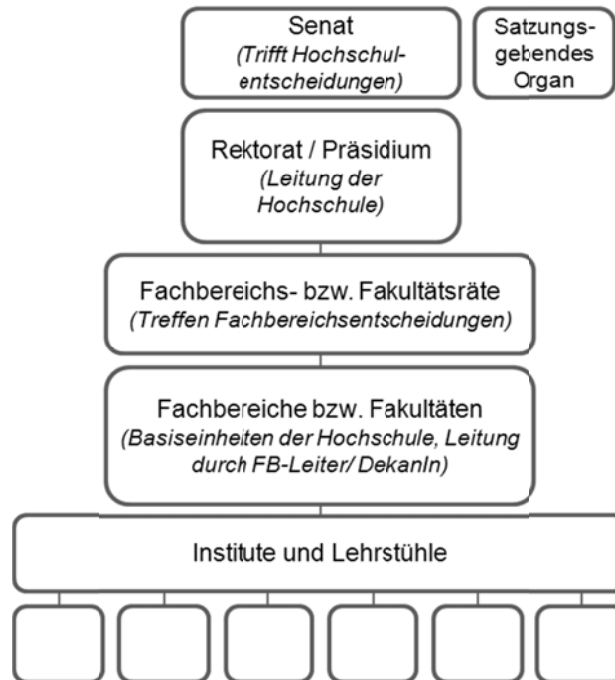 Senat
(Trifft Hochschul-
entscheidungen)
Satzungs-
gebendes
Organ
Rektorat / Präsidium
(Leitung der
Hochschule)
Fachbereichs- bzw. Fakultätsräte
(Treffen Fachbereichsentscheidungen)
Fachbereiche bzw. Fakultäten
(Basiseinheiten der Hochschule, Leitung
durch FB-Leiter/ DekanIn)
Institute und Lehrstühle